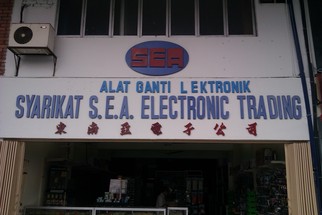 SEA
ALAT GANTI LEKTRONIK
SYARIKAT S.E.A. ELECTRONIC TRADING
東南亞電子公司